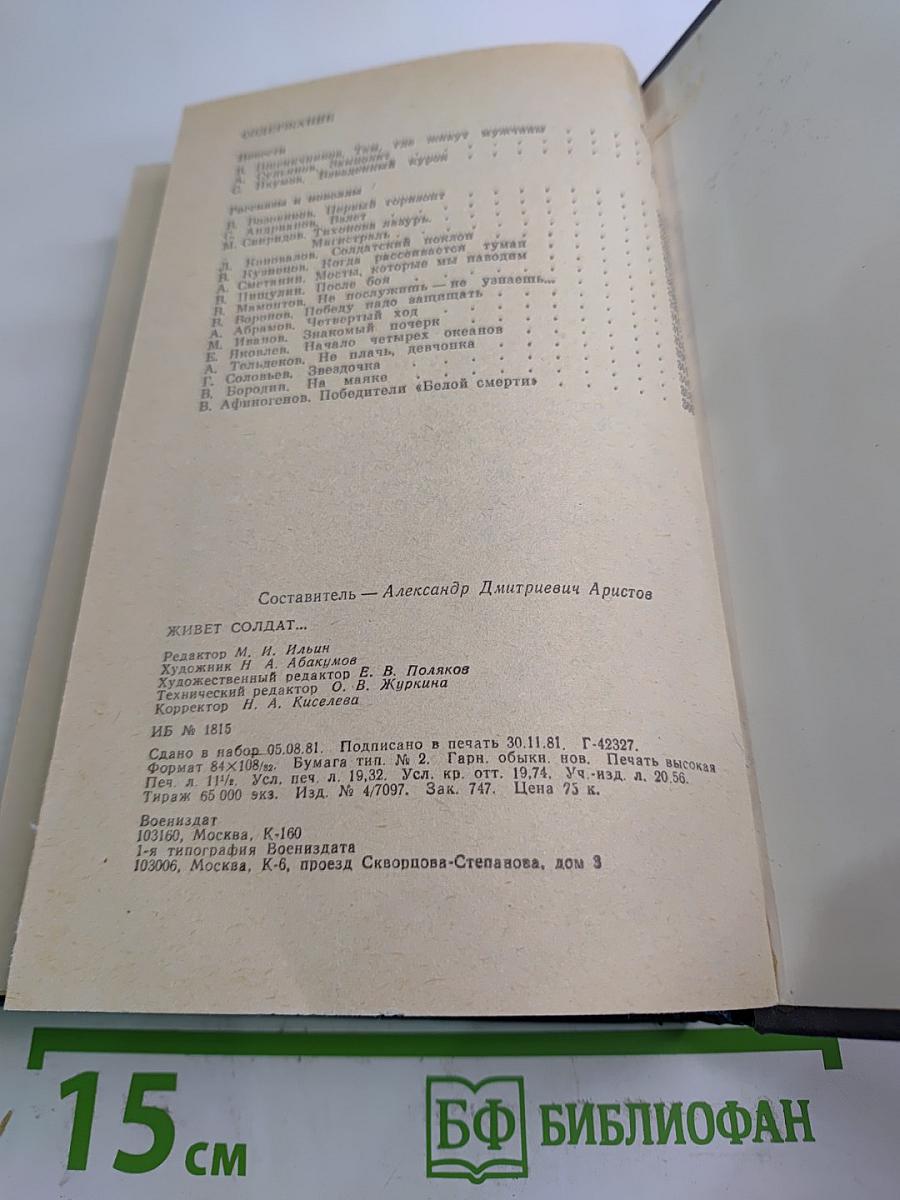 СОДЕРЖАНИЕ
Повести
В. Пшеничников. Там, где живут мужчины
А. Сульянов. Замполит
С. Наумов. Наведенный курок
Рассказы и новеллы
В. Возовиков. Первый горизонт
С. Андрианов. Взлет
М. Свиридов. Тихонова лазурь
Магистраль
Л. Коновалов. Солдатский поклон
В. Кузнецов. Когда рассеивается туман
А. Сметанин. Мосты, которые мы наводим
В. Пищулин. После боя
В. Мамонтов. Не послужишь — не узнаешь...
В. Воронов. Победу надо защищать
А. Абрамов. Четвертый ход
М. Иванов. Знакомый почерк
Е. Яковлев. Начало четырех океанов
А. Тельдеков. Не плачь, девчонка
Г. Соловьев. Звездочка
В. Бородин. На маяке
В. Афиногенов. Победители «Белой смерти»
Составитель — Александр Дмитриевич Аристов
ЖИВЕТ СОЛДАТ...
Редактор М. И. Ильин
Художник Н А. Абакумов
Художественный редактор Е. В. Поляков
Технический редактор О. В. Журкина
Корректор Н. А. Киселева
ИБ № 1815
Сдано в набор 05.08.81. Подписано в печать 30.11.81. Г-42327.
Формат 84×108/32. Бумага тип. № 2. Гарн. обыкн. нов. Печать высокая
Печ. л. 11½. Усл. печ. л. 19,32. Усл. кр. отт. 19,74. Уч.-изд. л. 20,56.
Тираж 65 000 экз. Изд. № 4/7097. Зак. 747. Цена 75 к.
Воениздат
103160, Москва, К-160
1-я типография Воениздата
103006, Москва, К-6, проезд Скворцова-Степанова, дом 3
15 см
БФ БИБЛИОФАН